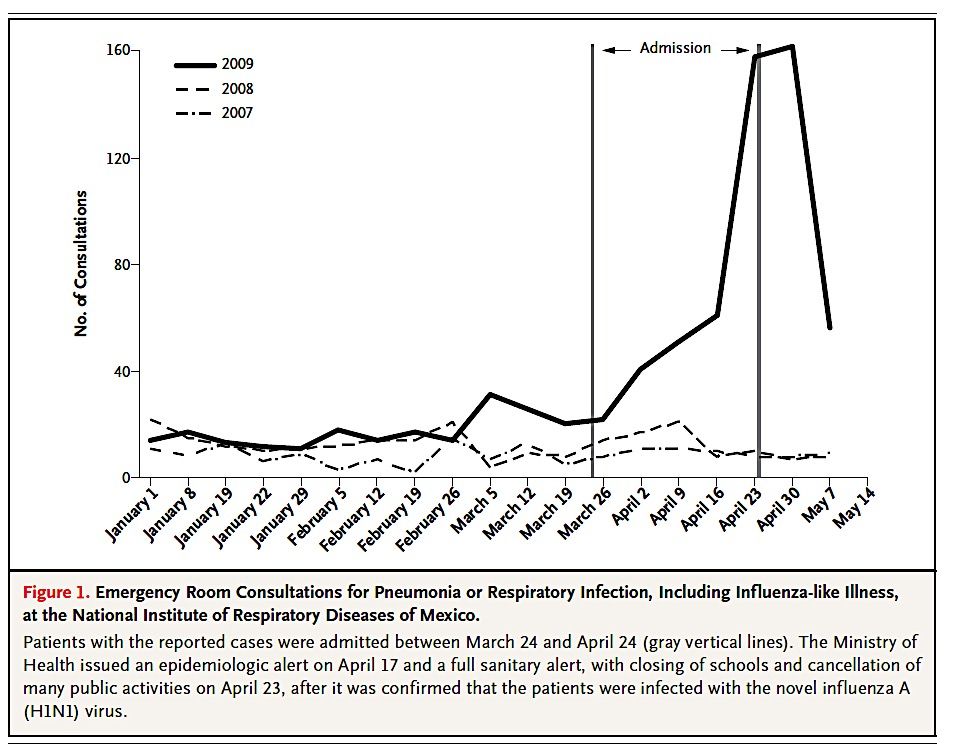 160
120
80
40
0
No. of Consultations
2009
2008
2007
Admission
January 1
January 8
January 19
January 22
January 29
February 5
February 12
February 19
February 26
March 5
March 12
March 19
March 26
April 2
April 9
April 16
April 23
April 30
May 7
May 14
Figure 1. Emergency Room Consultations for Pneumonia or Respiratory Infection, Including Influenza-like Illness,
at the National Institute of Respiratory Diseases of Mexico.
Patients with the reported cases were admitted between March 24 and April 24 (gray vertical lines). The Ministry of
Health issued an epidemiologic alert on April 17 and a full sanitary alert, with closing of schools and cancellation of
many public activities on April 23, after it was confirmed that the patients were infected with the novel influenza A
(H1N1) virus.